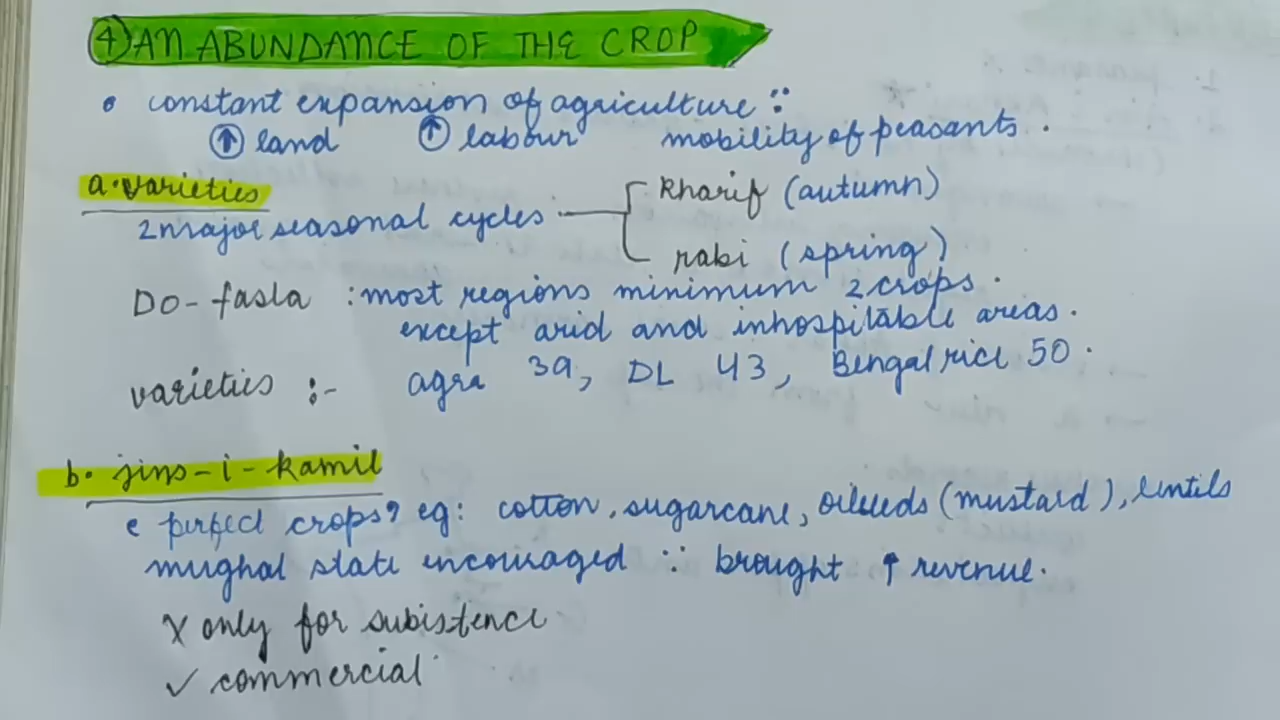 ④ AN ABUNDANCE OF THE CROP
• constant expansion of agriculture ∵
↑ land ↑ labour mobility of peasants.
a. varieties
2 major seasonal cycles
Kharif (autumn)
rabi (spring)
Do-fasla : most regions minimum 2 crops.
except arid and inhospitable areas.
varieties :- agra 39, DL 43, Bengal rice 50.
b. jins-i-kamil
‘perfect crops’ eg: cotton, sugarcane, oilseeds (mustard), lentils
mughal state encouraged ∵ brought ↑ revenue.
✗ only for subistence
✓ commercial